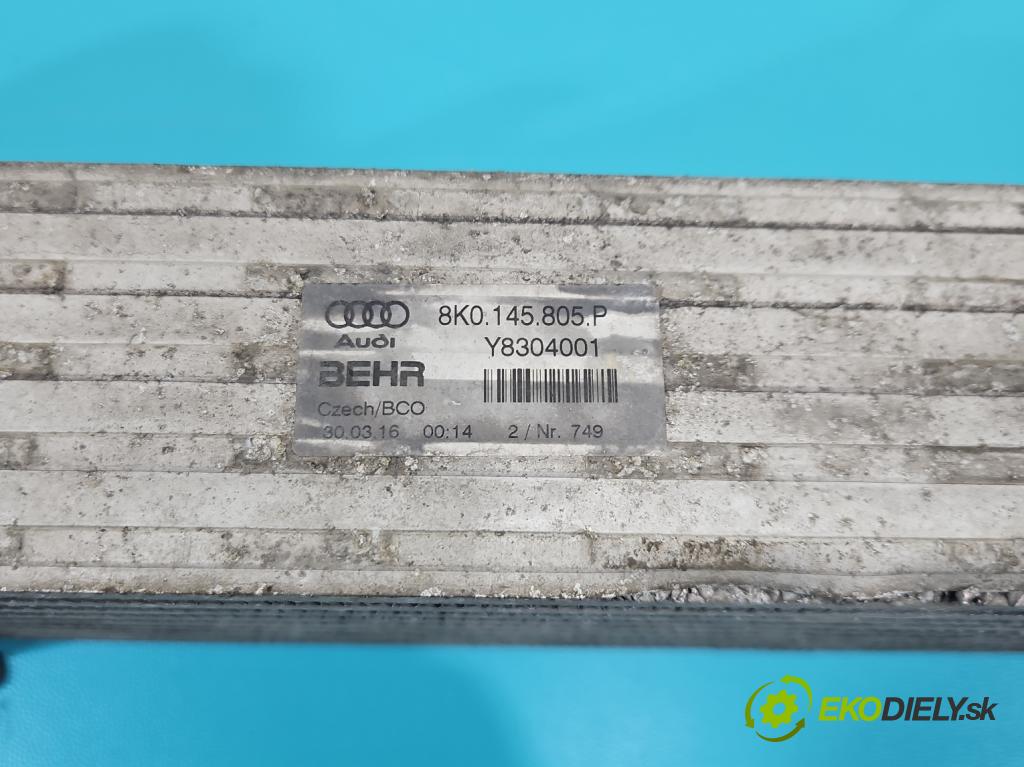 Audi
8K0.145.805.P
Y8304001
BEHR
Czech/BCO
30.03.16 00:14 2 / Nr. 749
EKODIELY.sk